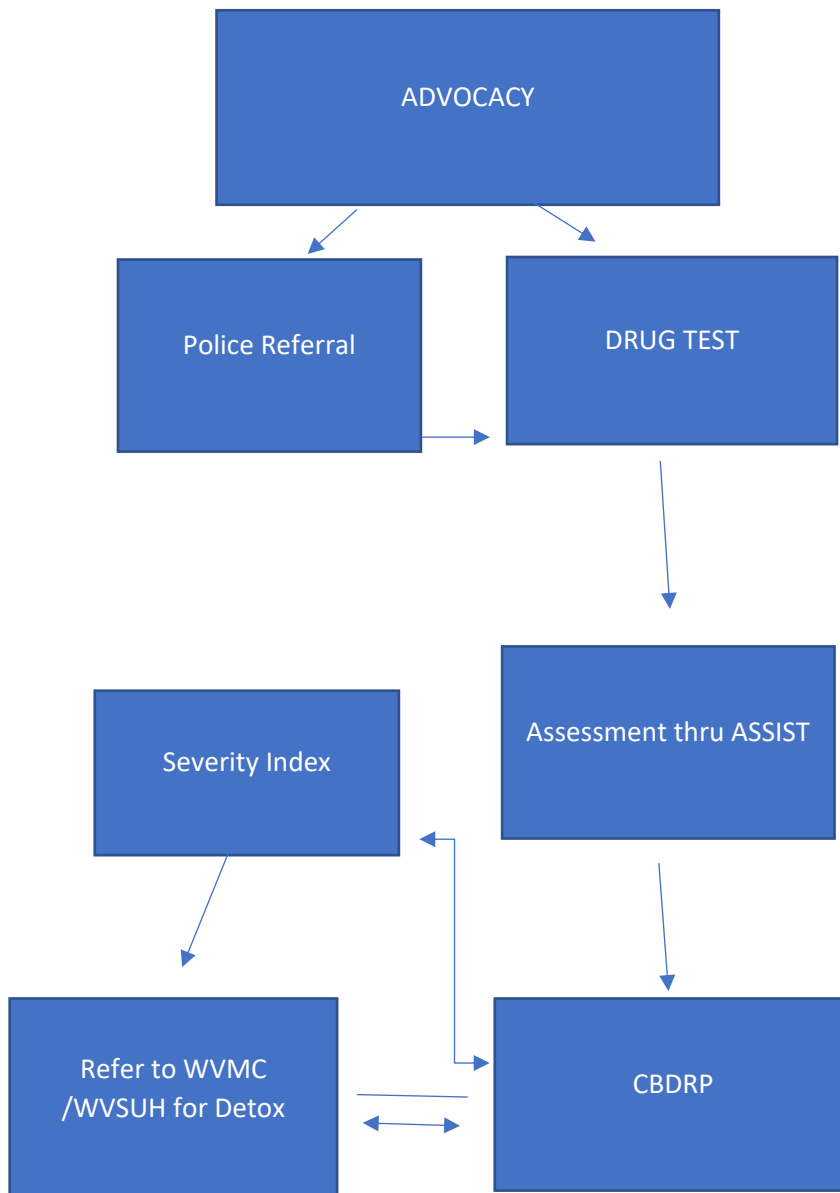 ADVOCACY
Police Referral
DRUG TEST
Assessment thru ASSIST
Severity Index
Refer to WVMC
/WVSUH for Detox
CBDRP